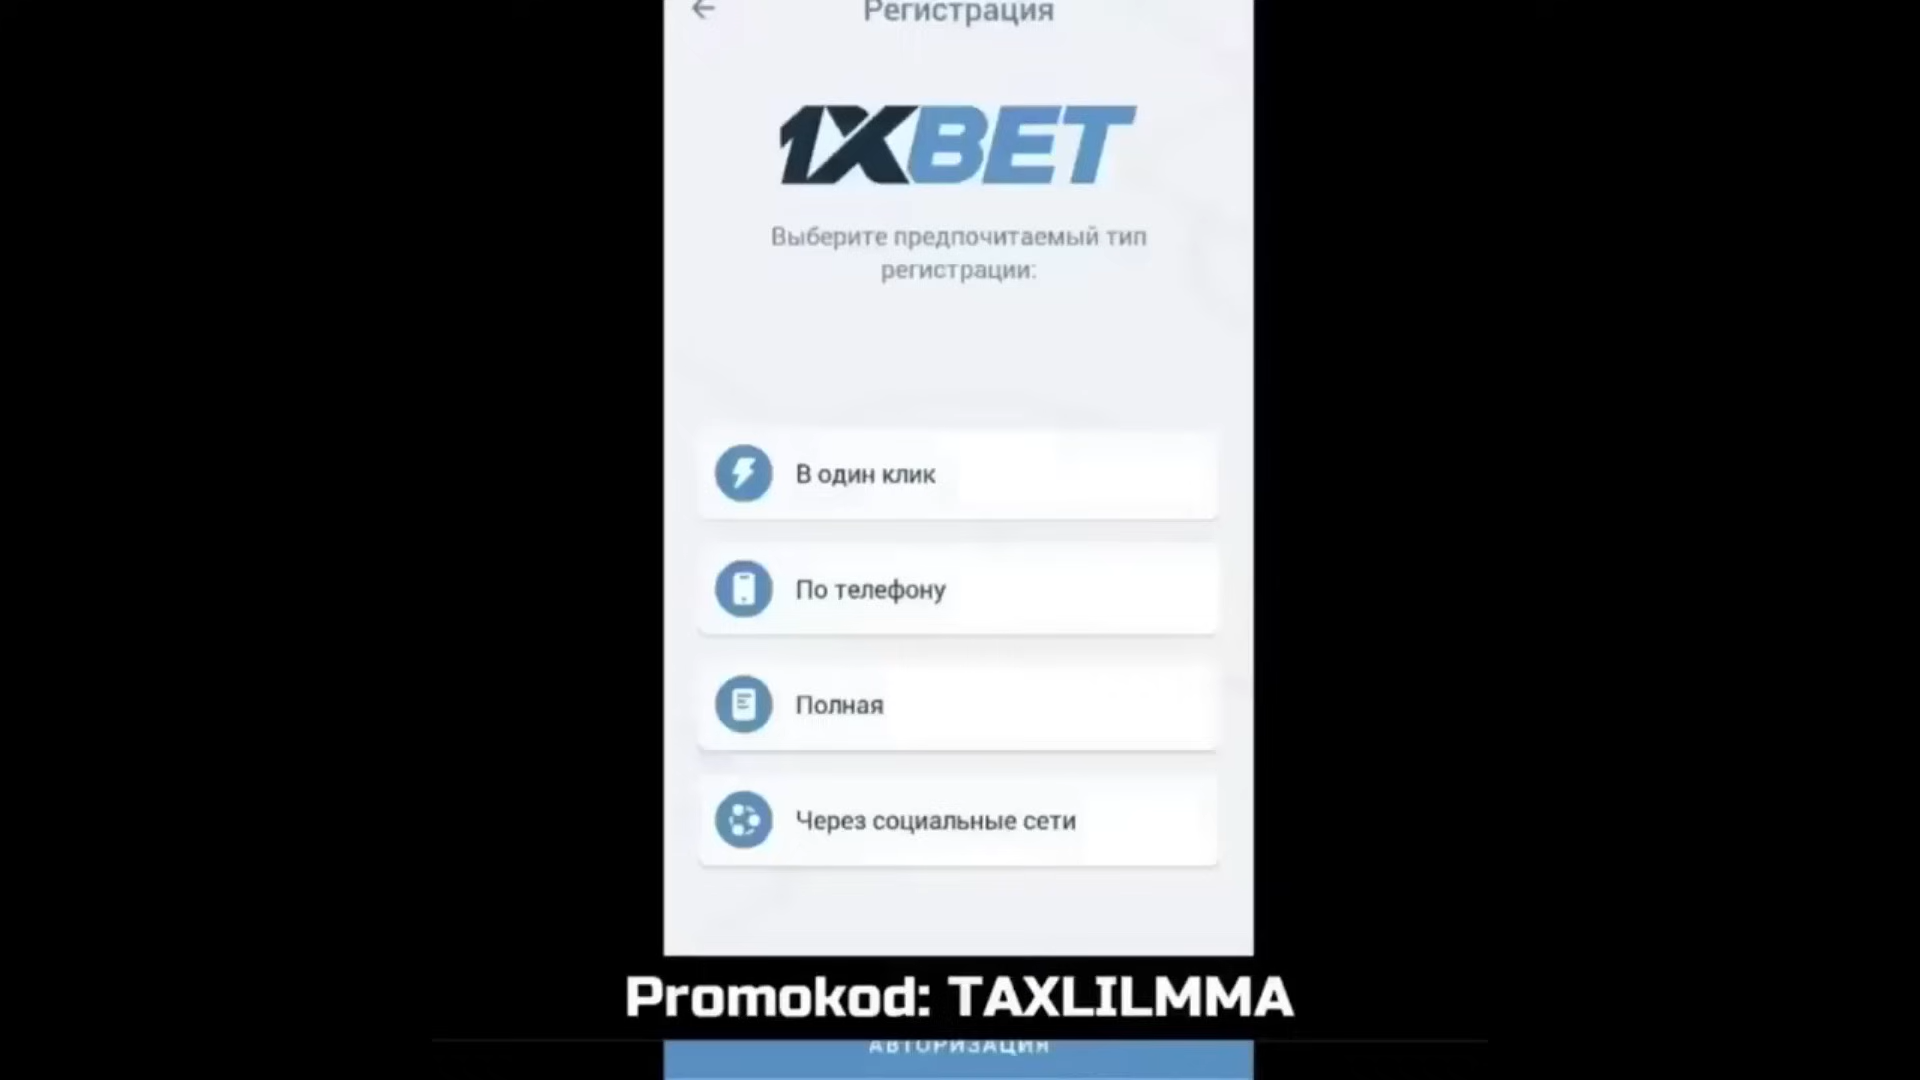 Регистрация
1XBET
Выберите предпочитаемый тип
регистрации:
В один клик
По телефону
Полная
Через социальные сети
Promokod: TAXLILMMA
АВТОРИЗАЦИЯ